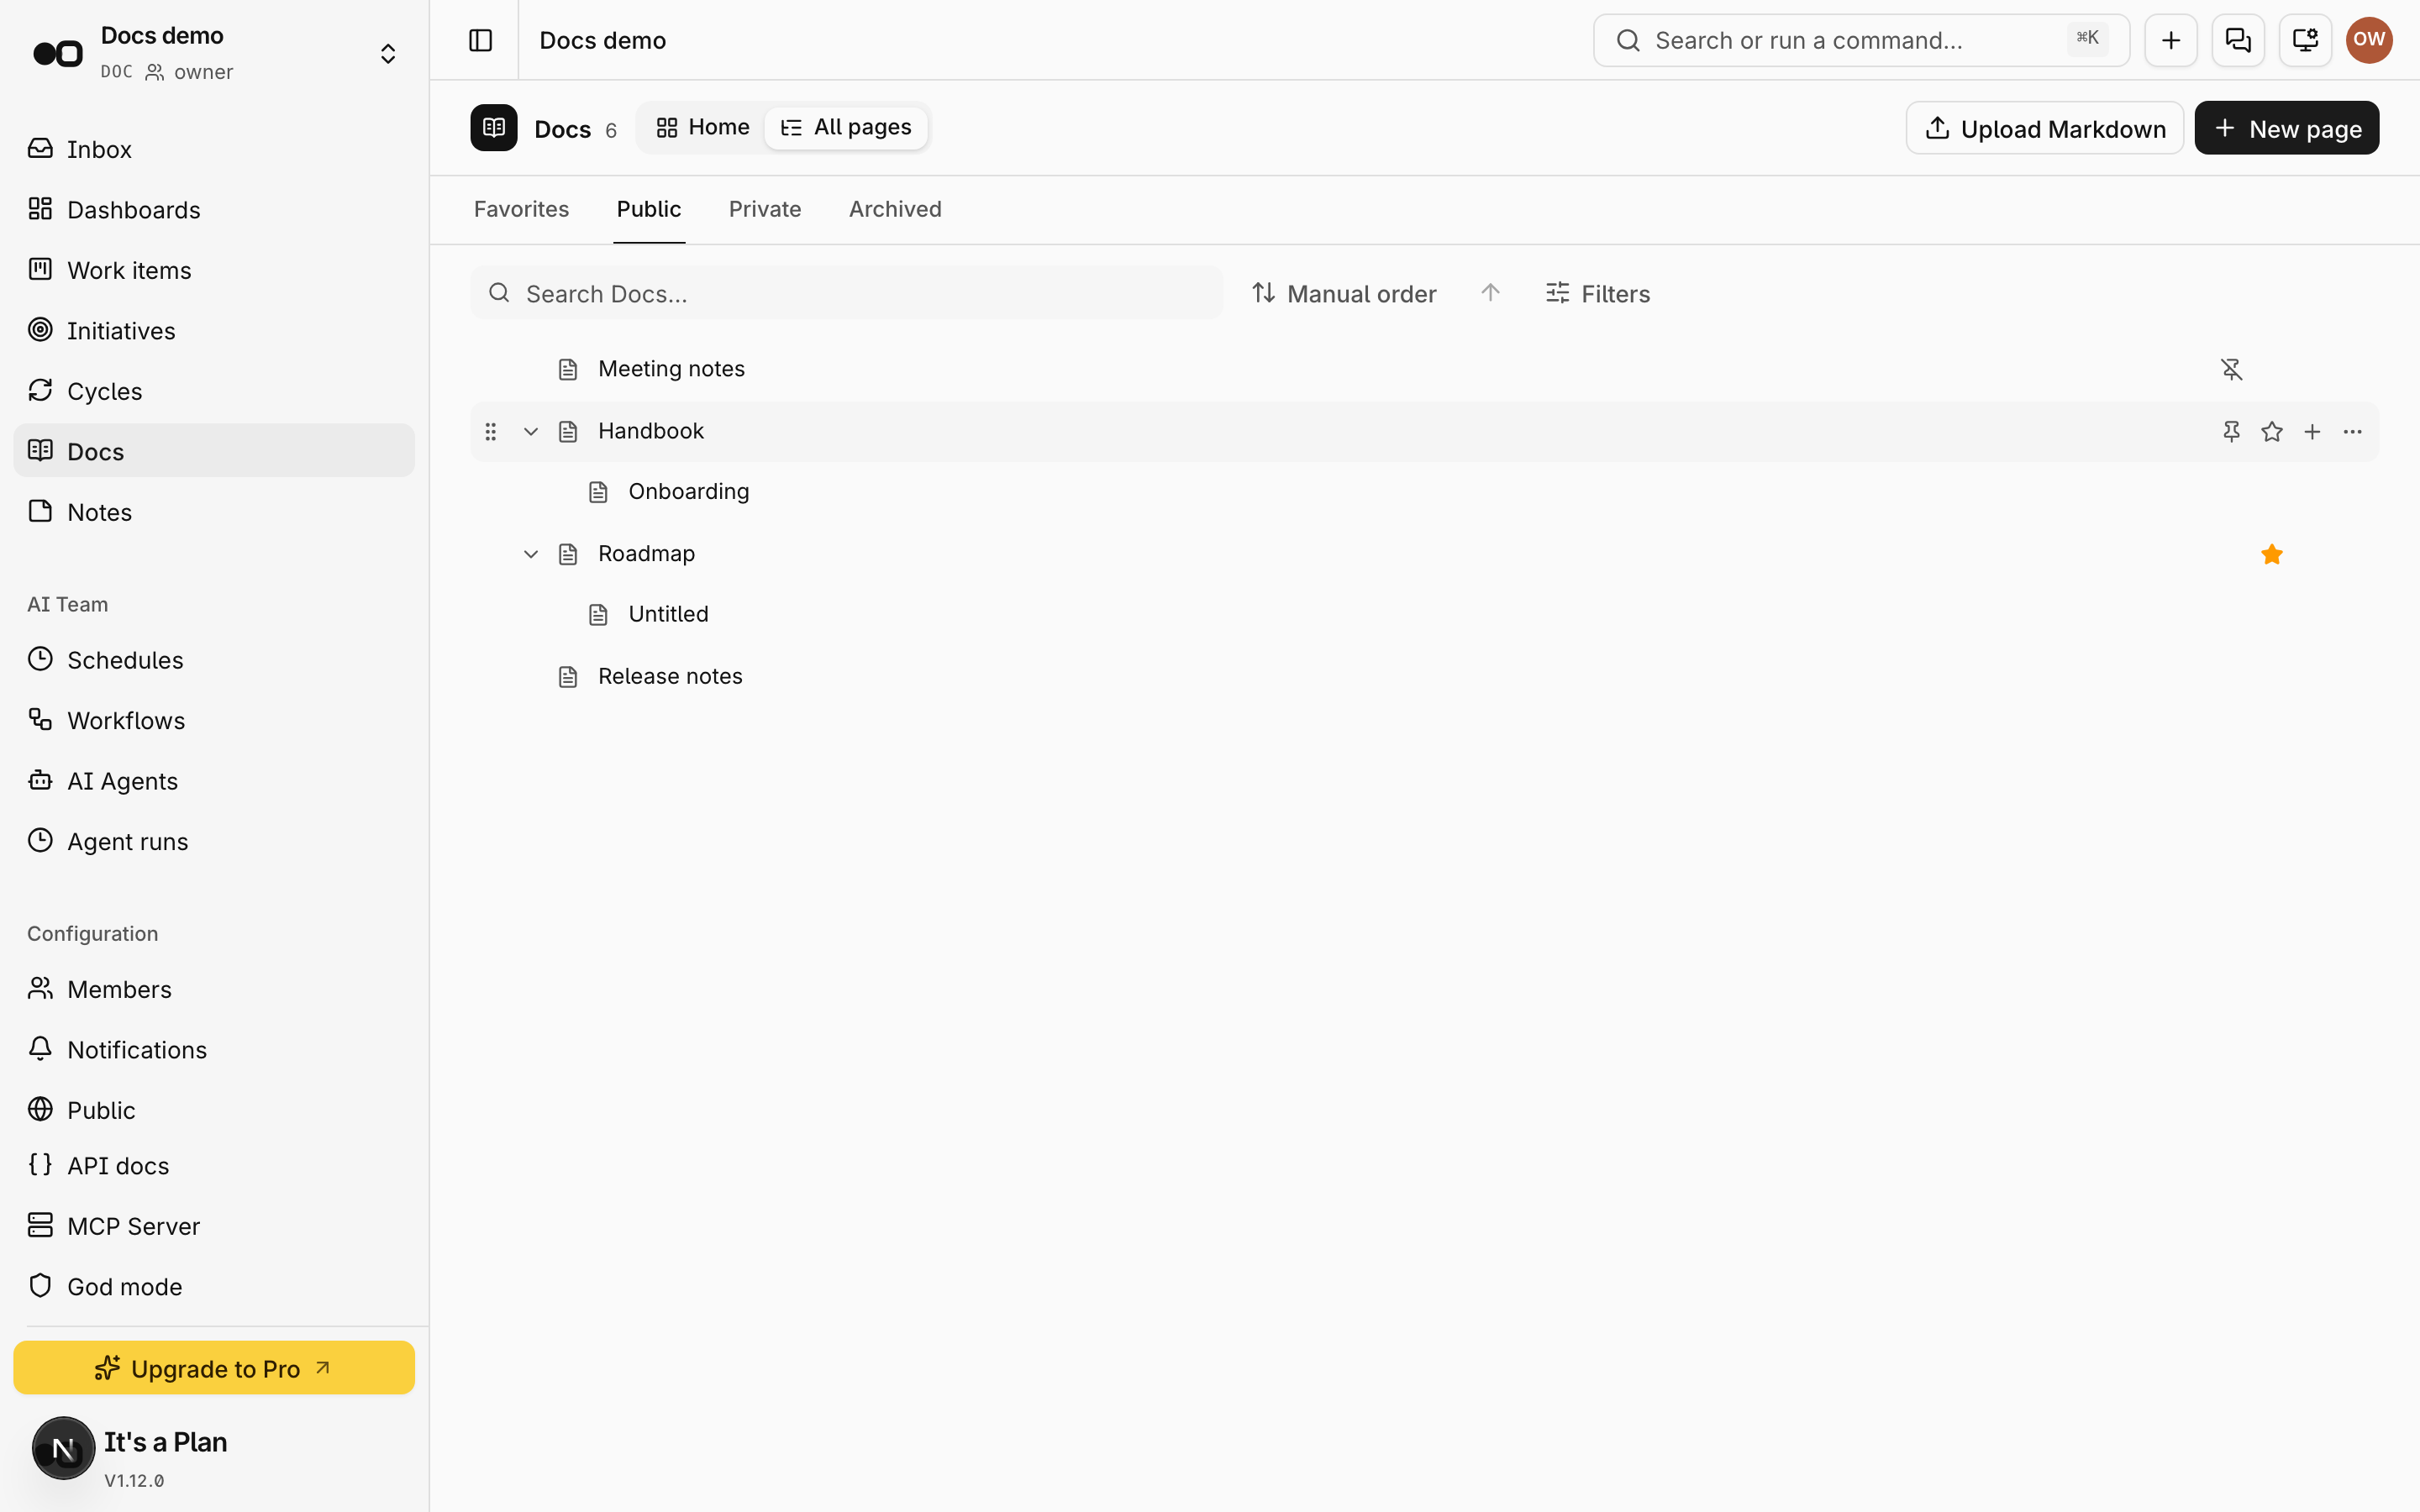 Docs demo
DOC owner
Inbox
Dashboards
Work items
Initiatives
Cycles
Docs
Notes
AI Team
Schedules
Workflows
AI Agents
Agent runs
Configuration
Members
Notifications
Public
API docs
MCP Server
God mode
Upgrade to Pro
N
It's a Plan
V1.12.0
Docs demo
Search or run a command... ⌘K
OW
Docs 6 Home All pages
Upload Markdown New page
Favorites Public Private Archived
Search Docs... Manual order Filters
Meeting notes
Handbook
Onboarding
Roadmap
Untitled
Release notes